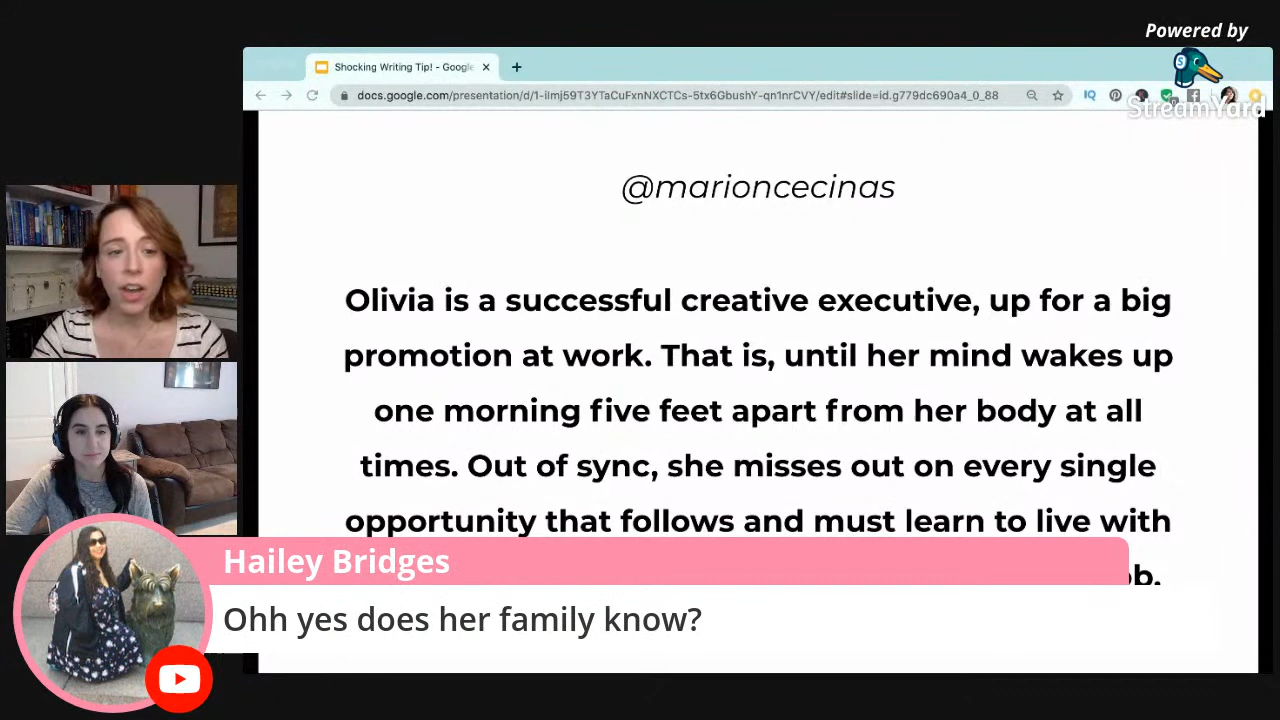 Powered by
StreamYard
Shocking Writing Tip! - Google
docs.google.com/presentation/d/1-iImj59T3YTaCuFxnNXCTCs-5tx6GbushY-qn1nrCVY/edit#slide=id.g779dc690a4_0_88
@marioncecinas
Olivia is a successful creative executive, up for a big
promotion at work. That is, until her mind wakes up
one morning five feet apart from her body at all
times. Out of sync, she misses out on every single
opportunity that follows and must learn to live with
Hailey Bridges
Ohh yes does her family know?